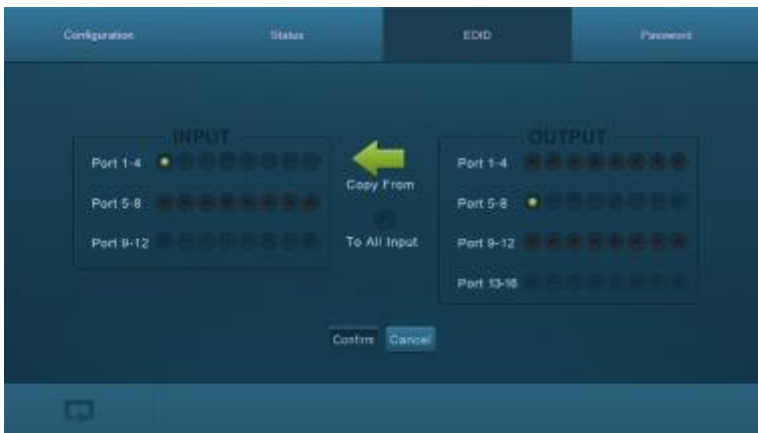 Configuration Status EDID Password
INPUT OUTPUT
Port 1-4 Port 1-4
Copy From
Port 5-8 Port 5-8
Port 9-12 To All Input Port 9-12
Port 13-16
Confirm Cancel